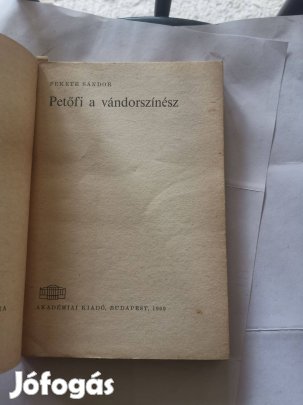 FEKETE SÁNDOR
Petőfi a vándorszínész
AKADÉMIAI KIADÓ, BUDAPEST, 1969
Jófogás